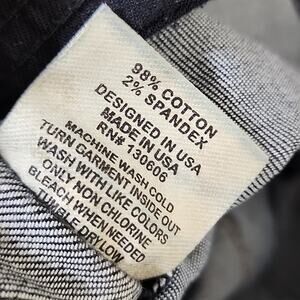 98% COTTON
2% SPANDEX
DESIGNED IN USA
MADE IN USA
RN# 130606
MACHINE WASH COLD
TURN GARMENT INSIDE OUT
WASH WITH LIKE COLORS
ONLY NON CHLORINE
BLEACH WHEN NEEDED
TUMBLE DRY LOW